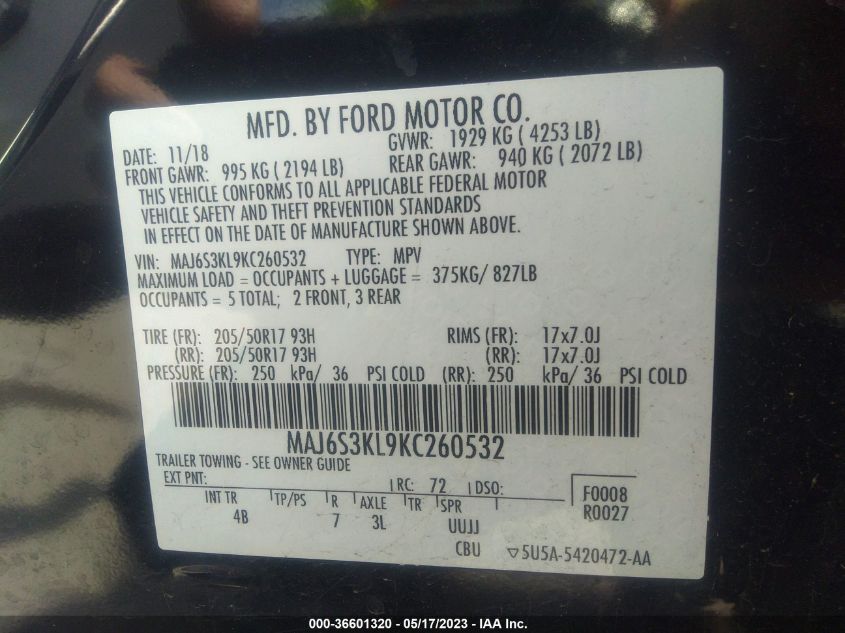 MFD. BY FORD MOTOR CO.
DATE: 11/18 GVWR: 1929 KG ( 4253 LB)
FRONT GAWR: 995 KG ( 2194 LB) REAR GAWR: 940 KG ( 2072 LB)
THIS VEHICLE CONFORMS TO ALL APPLICABLE FEDERAL MOTOR
VEHICLE SAFETY AND THEFT PREVENTION STANDARDS
IN EFFECT ON THE DATE OF MANUFACTURE SHOWN ABOVE.
VIN: MAJ6S3KL9KC260532 TYPE: MPV
MAXIMUM LOAD = OCCUPANTS + LUGGAGE = 375KG/ 827LB
OCCUPANTS = 5 TOTAL; 2 FRONT, 3 REAR
TIRE (FR): 205/50R17 93H RIMS (FR): 17x7.0J
(RR): 205/50R17 93H (RR): 17x7.0J
PRESSURE (FR): 250 kPa/ 36 PSI COLD (RR): 250 kPa/ 36 PSI COLD
MAJ6S3KL9KC260532
TRAILER TOWING - SEE OWNER GUIDE
EXT PNT: RC: 72 DSO: F0008
INT TR TP/PS R AXLE TR SPR R0027
4B 7 3L UUJJ
CBU 5U5A-5420472-AA
000-36601320 - 05/17/2023 - IAA Inc.